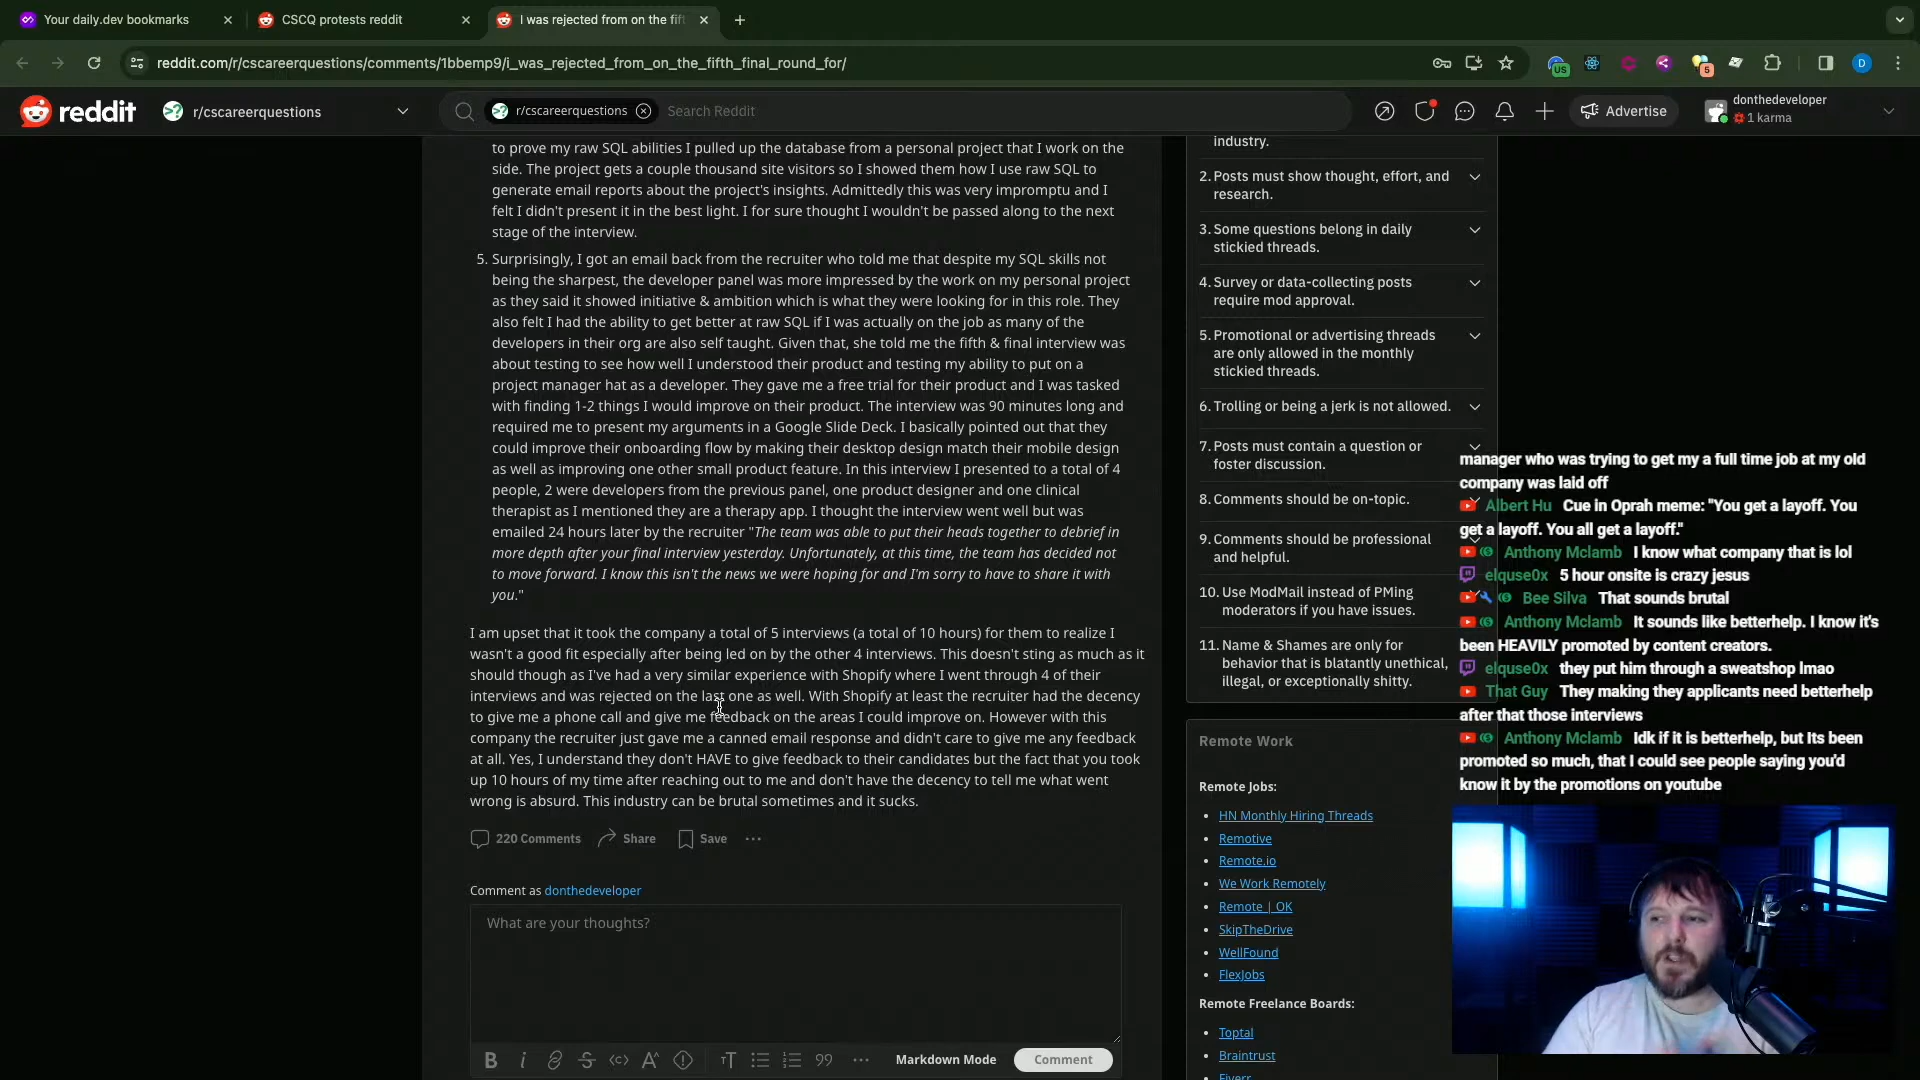 Your daily.dev bookmarks
CSCQ protests reddit
I was rejected from on the fift
reddit.com/r/cscareerquestions/comments/1bbemp9/i_was_rejected_from_on_the_fifth_final_round_for/
US
5
D
reddit
r/cscareerquestions
r/cscareerquestions
Search Reddit
Advertise
donthedeveloper
1 karma
to prove my raw SQL abilities I pulled up the database from a personal project that I work on the
side. The project gets a couple thousand site visitors so I showed them how I use raw SQL to
generate email reports about the project's insights. Admittedly this was very impromptu and I
felt I didn't present it in the best light. I for sure thought I wouldn't be passed along to the next
stage of the interview.
5. Surprisingly, I got an email back from the recruiter who told me that despite my SQL skills not
being the sharpest, the developer panel was more impressed by the work on my personal project
as they said it showed initiative & ambition which is what they were looking for in this role. They
also felt I had the ability to get better at raw SQL if I was actually on the job as many of the
developers in their org are also self taught. Given that, she told me the fifth & final interview was
about testing to see how well I understood their product and testing my ability to put on a
project manager hat as a developer. They gave me a free trial for their product and I was tasked
with finding 1-2 things I would improve on their product. The interview was 90 minutes long and
required me to present my arguments in a Google Slide Deck. I basically pointed out that they
could improve their onboarding flow by making their desktop design match their mobile design
as well as improving one other small product feature. In this interview I presented to a total of 4
people, 2 were developers from the previous panel, one product designer and one clinical
therapist as I mentioned they are a therapy app. I thought the interview went well but was
emailed 24 hours later by the recruiter "The team was able to put their heads together to debrief in
more depth after your final interview yesterday. Unfortunately, at this time, the team has decided not
to move forward. I know this isn't the news we were hoping for and I'm sorry to have to share it with
you."
I am upset that it took the company a total of 5 interviews (a total of 10 hours) for them to realize I
wasn't a good fit especially after being led on by the other 4 interviews. This doesn't sting as much as it
should though as I've had a very similar experience with Shopify where I went through 4 of their
interviews and was rejected on the last one as well. With Shopify at least the recruiter had the decency
to give me a phone call and give me feedback on the areas I could improve on. However with this
company the recruiter just gave me a canned email response and didn't care to give me any feedback
at all. Yes, I understand they don't HAVE to give feedback to their candidates but the fact that you took
up 10 hours of my time after reaching out to me and don't have the decency to tell me what went
wrong is absurd. This industry can be brutal sometimes and it sucks.
220 Comments
Share
Save
Comment as donthedeveloper
What are your thoughts?
Markdown Mode
Comment
industry.
2. Posts must show thought, effort, and
research.
3. Some questions belong in daily
stickied threads.
4. Survey or data-collecting posts
require mod approval.
5. Promotional or advertising threads
are only allowed in the monthly
stickied threads.
6. Trolling or being a jerk is not allowed.
7. Posts must contain a question or
foster discussion.
8. Comments should be on-topic.
9. Comments should be professional
and helpful.
10. Use ModMail instead of PMing
moderators if you have issues.
11. Name & Shames are only for
behavior that is blatantly unethical,
illegal, or exceptionally shitty.
Remote Work
Remote Jobs:
HN Monthly Hiring Threads
Remotive
Remote.io
We Work Remotely
Remote | OK
SkipTheDrive
WellFound
FlexJobs
Remote Freelance Boards:
Toptal
Braintrust
Fiverr
manager who was trying to get my a full time job at my old
company was laid off
Albert Hu Cue in Oprah meme: "You get a layoff. You
get a layoff. You all get a layoff."
Anthony Mclamb I know what company that is lol
elquse0x 5 hour onsite is crazy jesus
Bee Silva That sounds brutal
Anthony Mclamb It sounds like betterhelp. I know it's
been HEAVILY promoted by content creators.
elquse0x they put him through a sweatshop lmao
That Guy They making they applicants need betterhelp
after that those interviews
Anthony Mclamb Idk if it is betterhelp, but Its been
promoted so much, that I could see people saying you'd
know it by the promotions on youtube